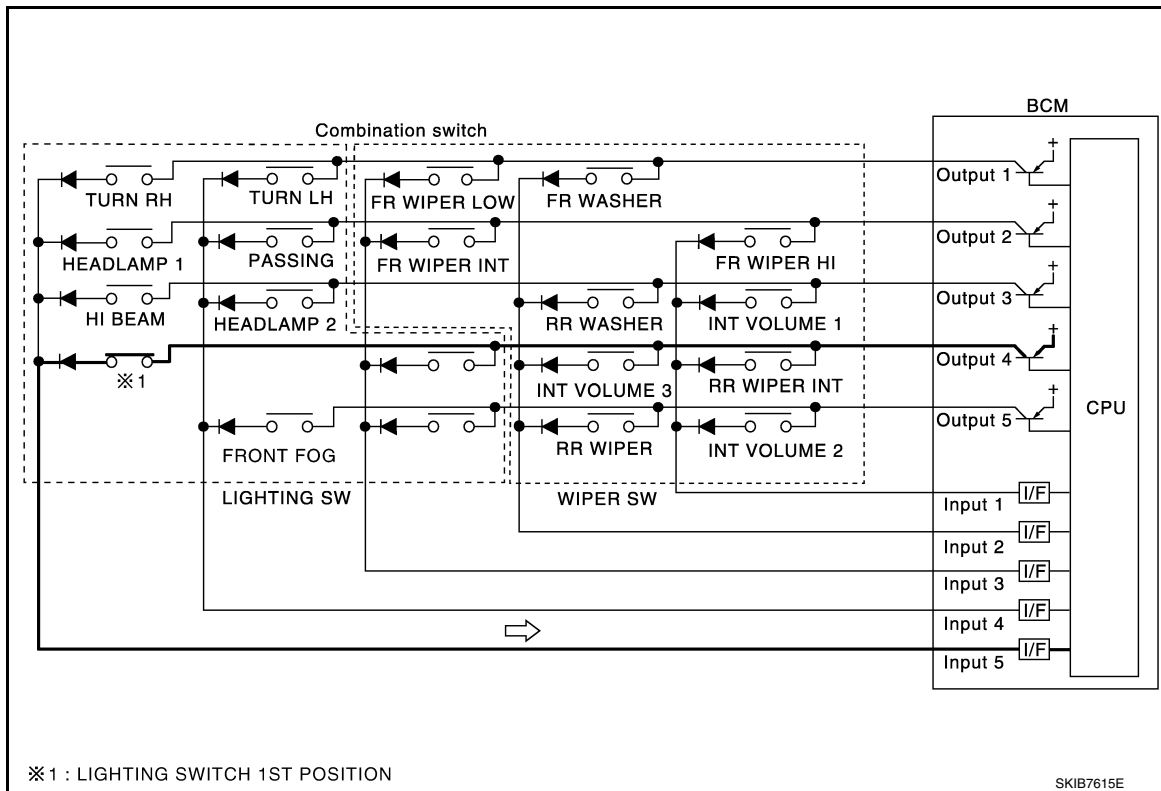 BCM
Combination switch
+
Output 1
TURN RH
TURN LH
FR WIPER LOW
FR WASHER
+
Output 2
HEADLAMP 1
PASSING
FR WIPER INT
FR WIPER HI
+
Output 3
HI BEAM
HEADLAMP 2
RR WASHER
INT VOLUME 1
+
Output 4
※1
INT VOLUME 3
RR WIPER INT
+
CPU
Output 5
FRONT FOG
RR WIPER
INT VOLUME 2
LIGHTING SW
WIPER SW
Input 1
I/F
Input 2
I/F
Input 3
I/F
Input 4
I/F
Input 5
I/F
※1 : LIGHTING SWITCH 1ST POSITION
SKIB7615E